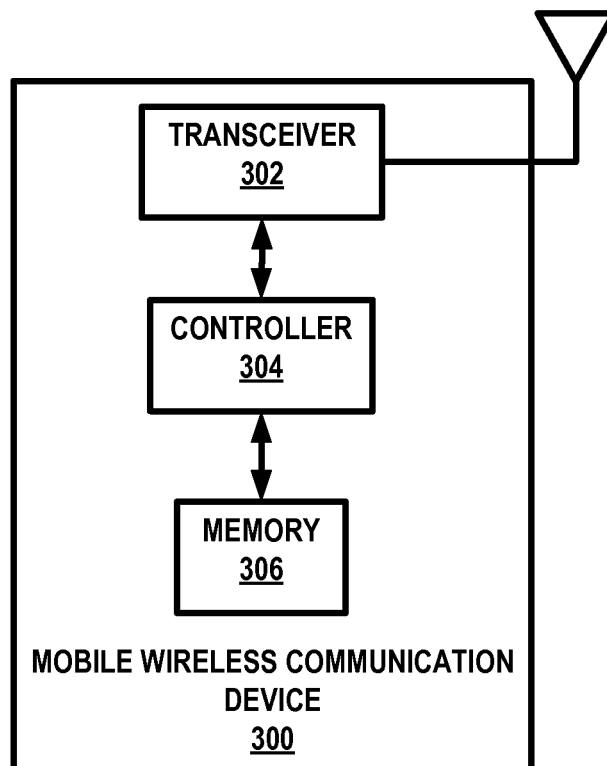 TRANSCEIVER
302
CONTROLLER
304
MEMORY
306
MOBILE WIRELESS COMMUNICATION
DEVICE
300